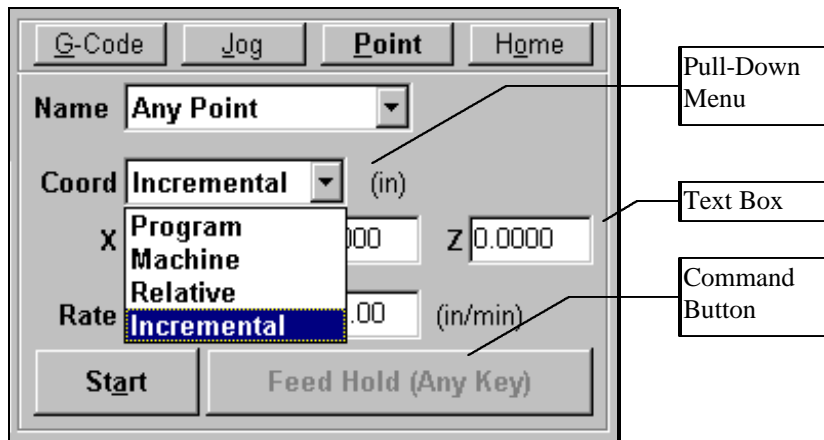 G-Code Jog Point Home
Name Any Point
Coord Incremental (in)
Program
Machine
Relative
Incremental
X 000 Z 0.0000
Rate .00 (in/min)
Start Feed Hold (Any Key)
Pull-Down
Menu
Text Box
Command
Button